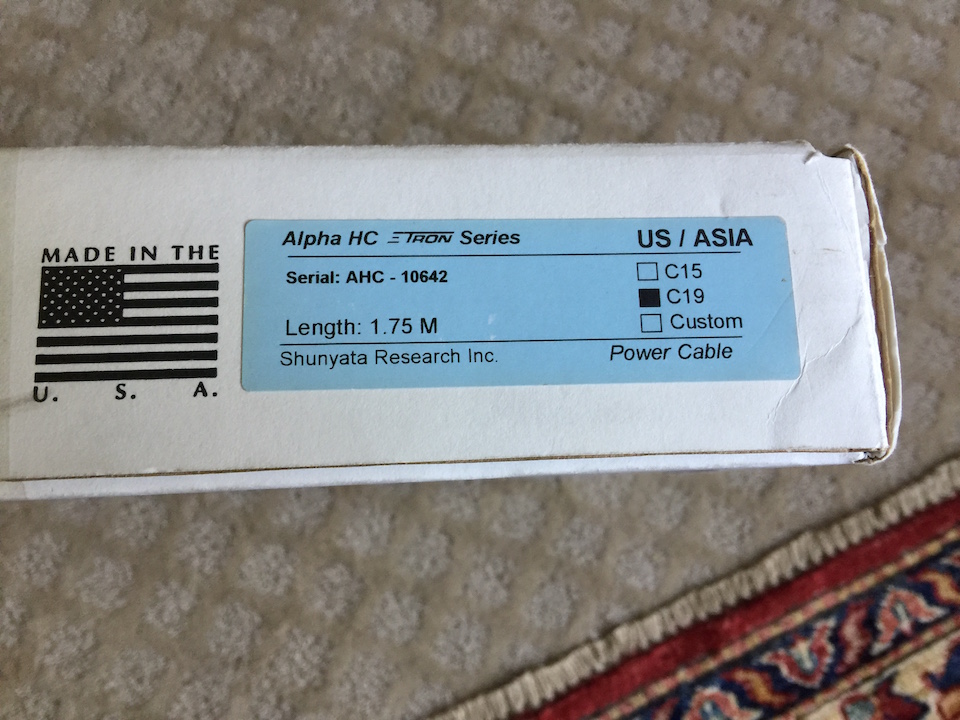 MADE IN THE
U. S. A.
Alpha HC ΞTRON Series
US / ASIA
Serial: AHC - 10642
C15
C19
Length: 1.75 M
Custom
Shunyata Research Inc.
Power Cable